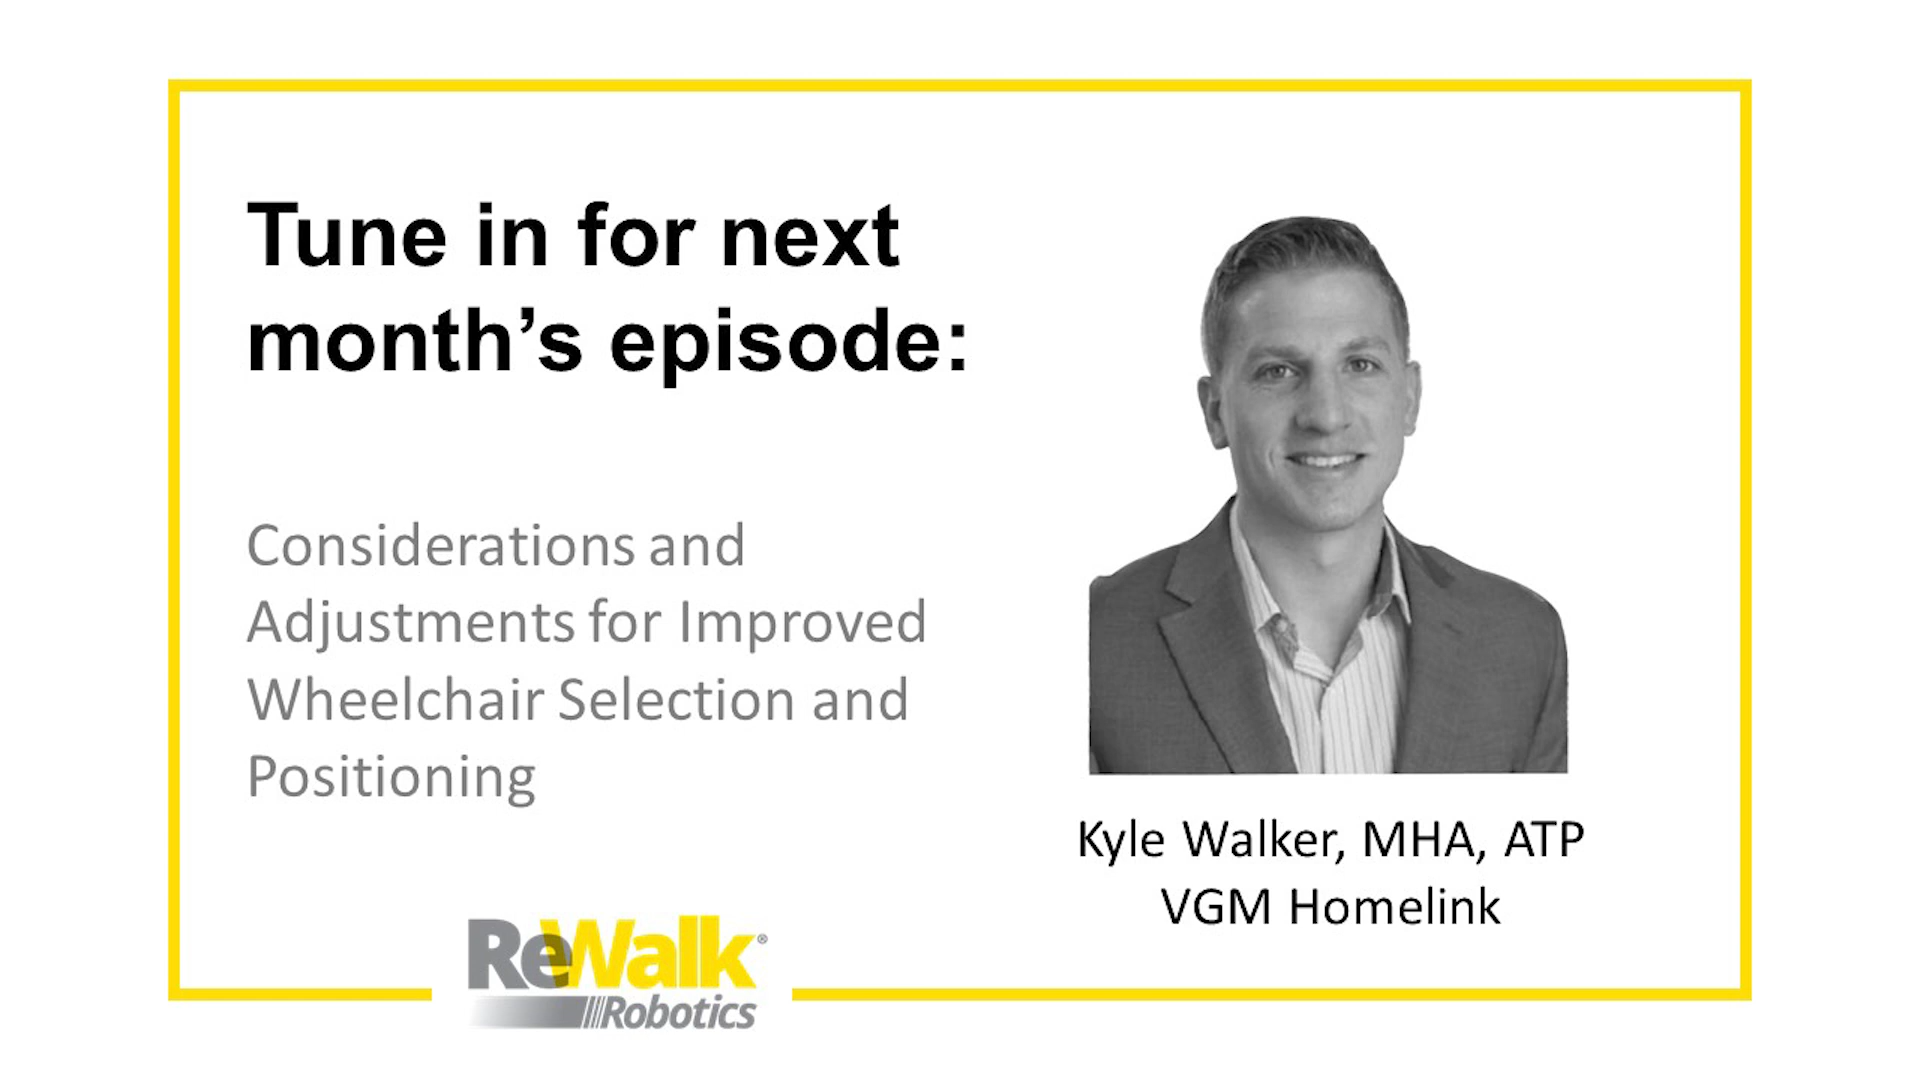 Tune in for next
month’s episode:
Considerations and
Adjustments for Improved
Wheelchair Selection and
Positioning
Kyle Walker, MHA, ATP
VGM Homelink
ReWalk®
Robotics